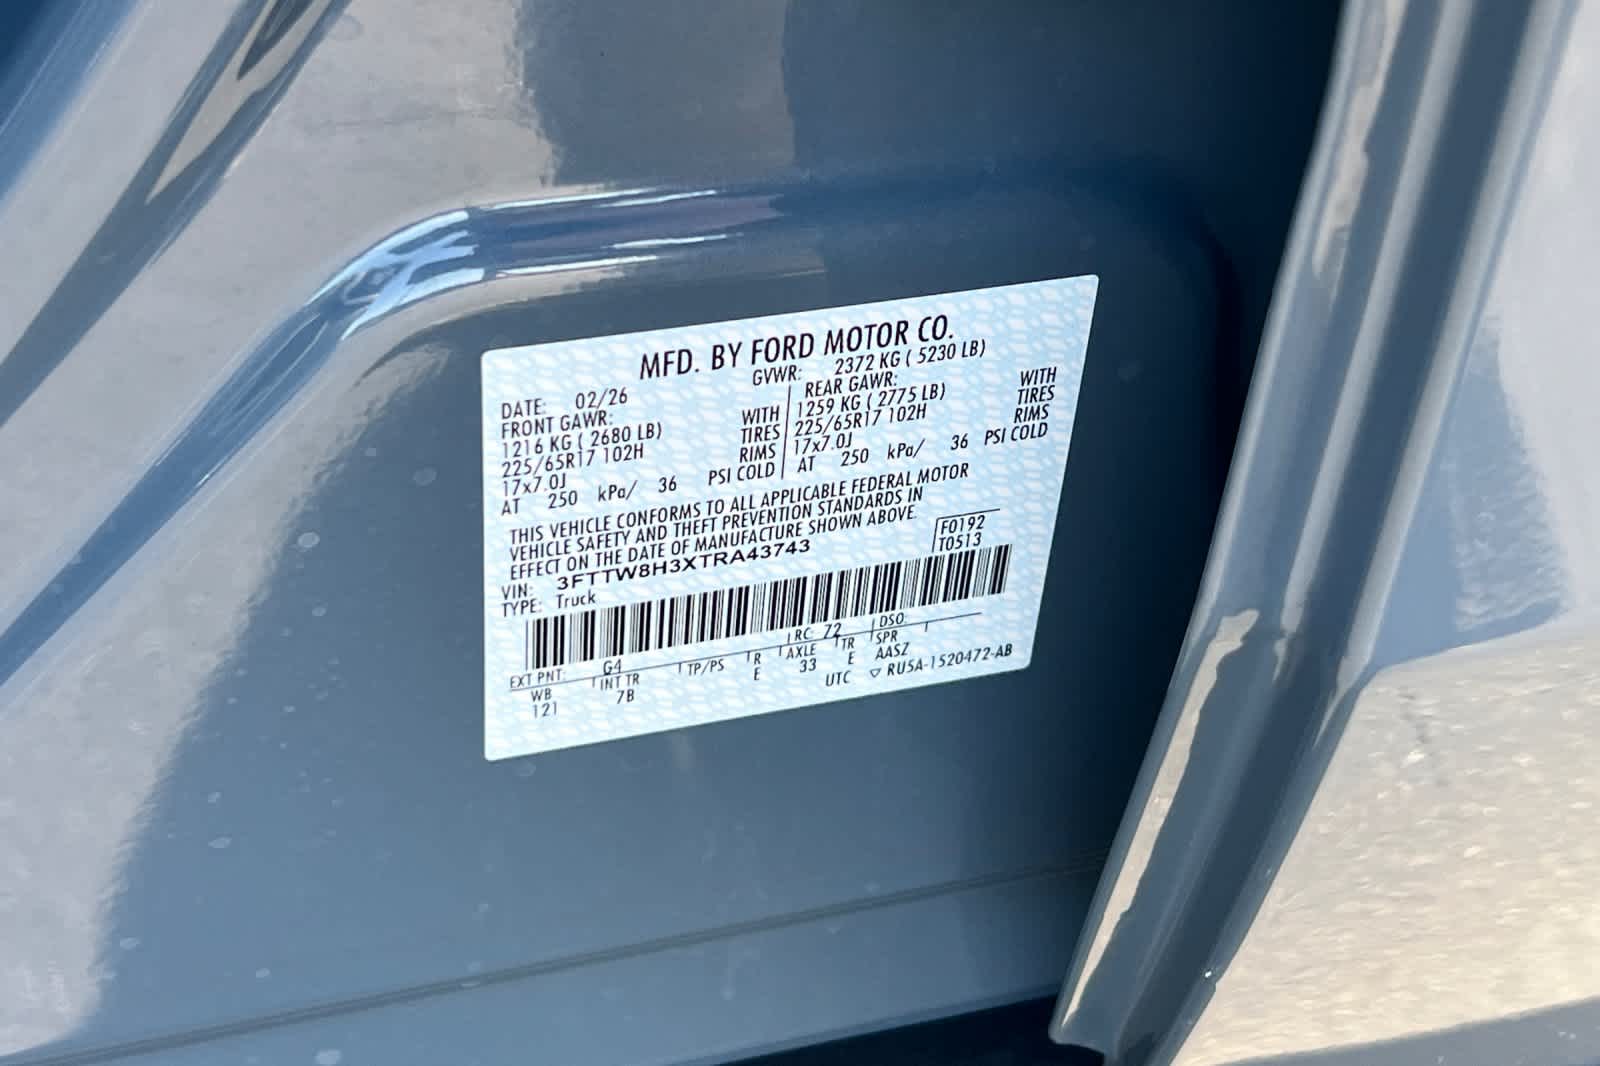 MFD. BY FORD MOTOR CO.
DATE: 02/26 GVWR: 2372 KG ( 5230 LB)
FRONT GAWR: REAR GAWR:
1216 KG ( 2680 LB) WITH 1259 KG ( 2775 LB) WITH
225/65R17 102H TIRES 225/65R17 102H TIRES
17x7.0J RIMS 17x7.0J RIMS
AT 250 kPa/ 36 PSI COLD AT 250 kPa/ 36 PSI COLD
THIS VEHICLE CONFORMS TO ALL APPLICABLE FEDERAL MOTOR
VEHICLE SAFETY AND THEFT PREVENTION STANDARDS IN
EFFECT ON THE DATE OF MANUFACTURE SHOWN ABOVE.
F0192
VIN: 3FTTW8H3XTRA43743 T0513
TYPE: Truck
RC: 72 DSO:
EXT PNT: G4
WB INT TR TP/PS R AXLE TR SPR
121 7B E 33 E AASZ
UTC ▽ RU5A-1520472-AB